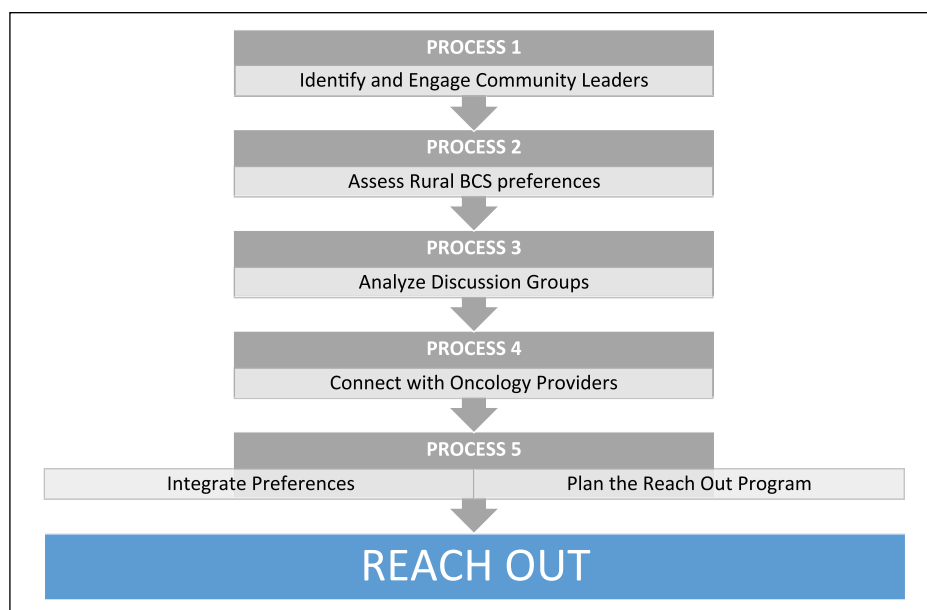 PROCESS 1
Identify and Engage Community Leaders
PROCESS 2
Assess Rural BCS preferences
PROCESS 3
Analyze Discussion Groups
PROCESS 4
Connect with Oncology Providers
PROCESS 5
Integrate Preferences
Plan the Reach Out Program
REACH OUT